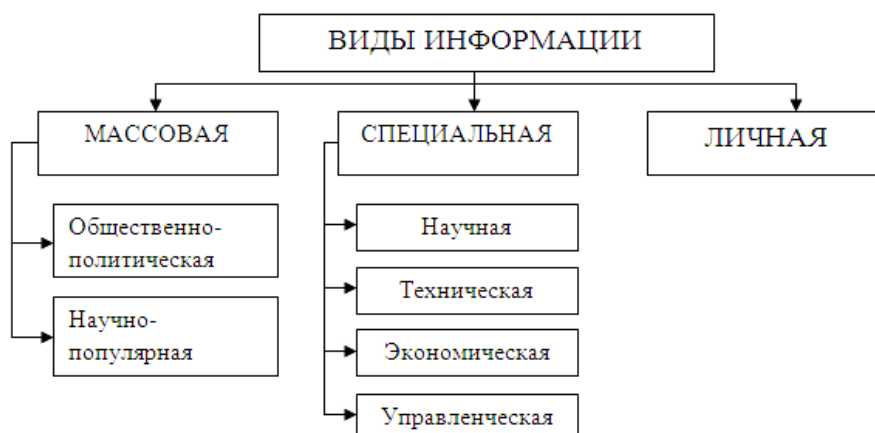 ВИДЫ ИНФОРМАЦИИ
МАССОВАЯ
СПЕЦИАЛЬНАЯ
ЛИЧНАЯ
Общественно-
политическая
Научно-
популярная
Научная
Техническая
Экономическая
Управленческая